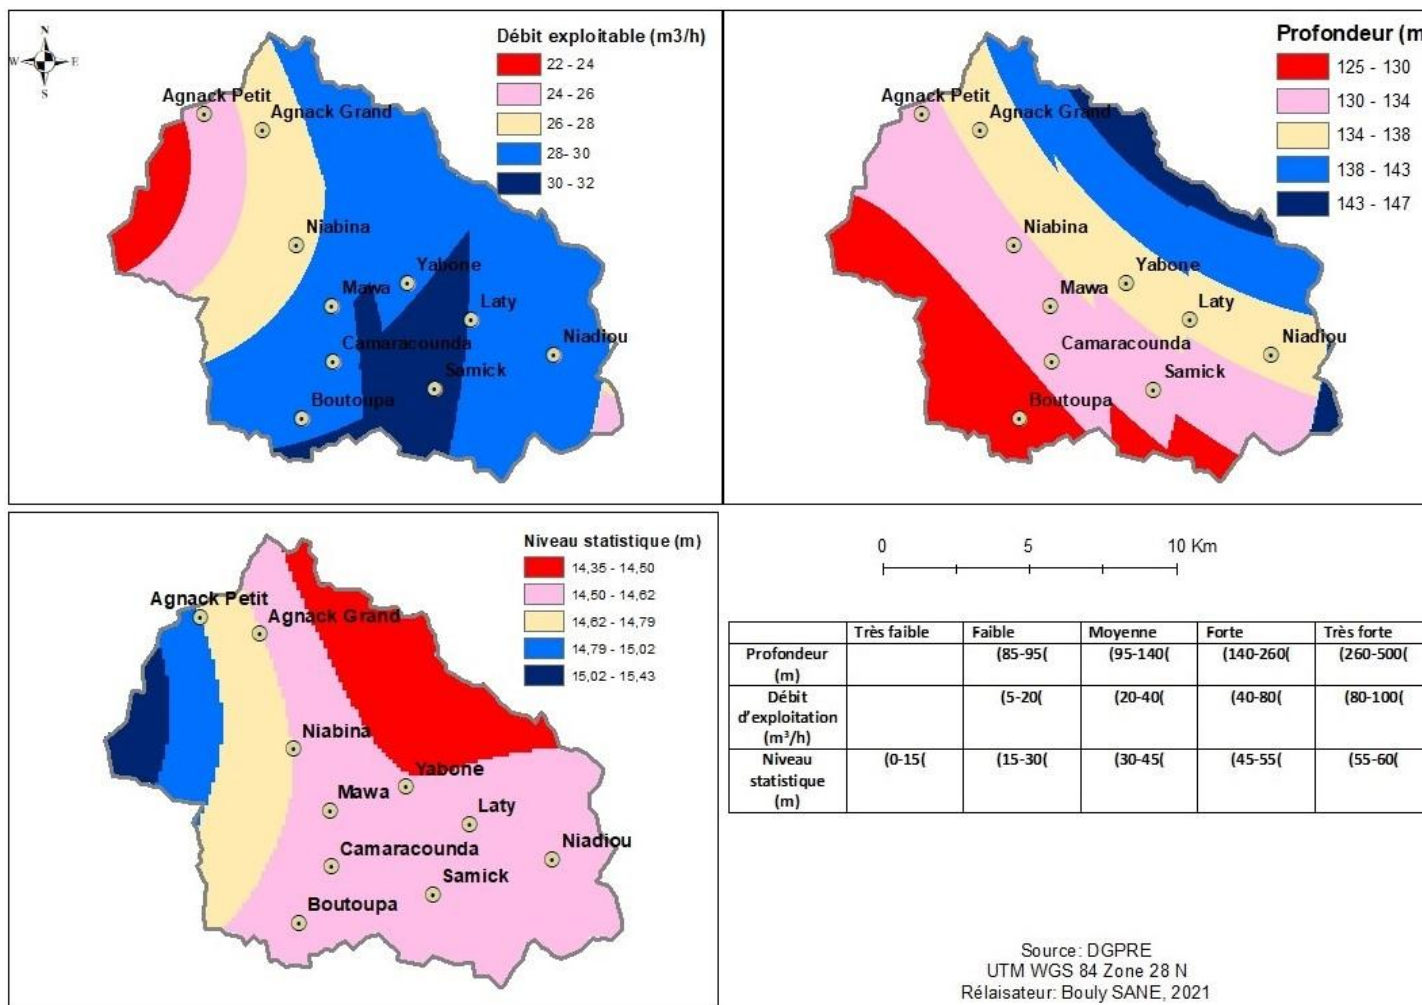 N
W E
S
Débit exploitable (m3/h)
22 - 24
24 - 26
26 - 28
28- 30
30 - 32
Agnack Petit
Agnack Grand
Niabina
Yabone
Mawa
Laty
Niadiou
Camaracounda
Samick
Boutoupa
Profondeur (m
125 - 130
130 - 134
134 - 138
138 - 143
143 - 147
Agnack Petit
Agnack Grand
Niabina
Yabone
Mawa
Laty
Niadiou
Camaracounda
Samick
Boutoupa
Niveau statistique (m)
14,35 - 14,50
14,50 - 14,62
14,62 - 14,79
14,79 - 15,02
15,02 - 15,43
Agnack Petit
Agnack Grand
Niabina
Yabone
Mawa
Laty
Niadiou
Camaracounda
Samick
Boutoupa
0 5 10 Km
Très faible Faible Moyenne Forte Très forte
Profondeur (85-95( (95-140( (140-260( (260-500(
(m)
Débit (5-20( (20-40( (40-80( (80-100(
d'exploitation
(m³/h)
Niveau (0-15( (15-30( (30-45( (45-55( (55-60(
statistique
(m)
Source: DGPRE
UTM WGS 84 Zone 28 N
Rélaisateur: Bouly SANE, 2021